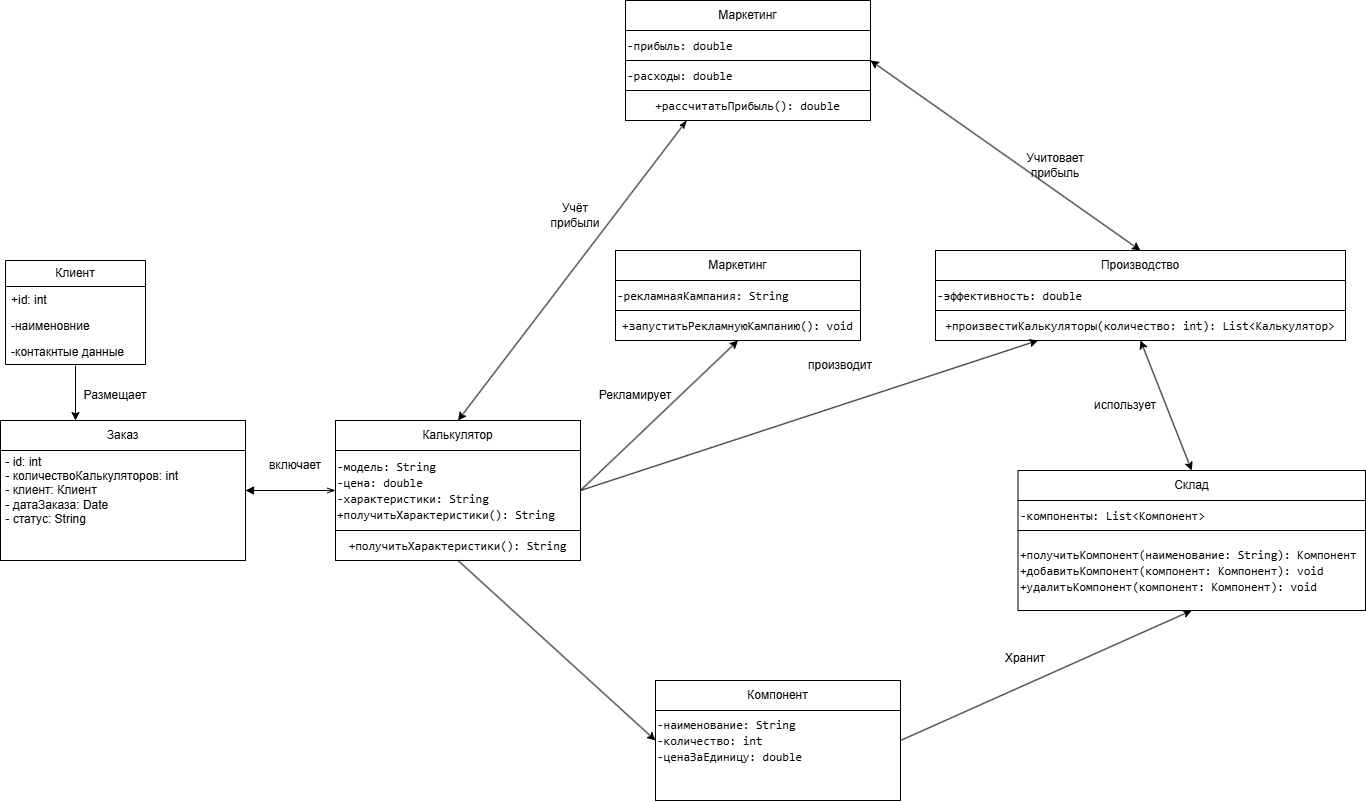 Маркетинг
-прибыль: double
-расходы: double
+рассчитатьПрибыль(): double
Учитовает
прибыль
Учёт
прибыли
Клиент
+id: int
-наименовние
-контакнтые данные
Размещает
Маркетинг
-рекламнаяКампания: String
+запуститьРекламнуюКампанию(): void
Производство
-эффективность: double
+произвестиКалькуляторы(количество: int): List<Калькулятор>
производит
Рекламирует
использует
Заказ
- id: int
- количествоКалькуляторов: int
- клиент: Клиент
- датаЗаказа: Date
- статус: String
включает
Калькулятор
-модель: String
-цена: double
-характеристики: String
+получитьХарактеристики(): String
+получитьХарактеристики(): String
Склад
-компоненты: List<Компонент>
+получитьКомпонент(наименование: String): Компонент
+добавитьКомпонент(компонент: Компонент): void
+удалитьКомпонент(компонент: Компонент): void
Хранит
Компонент
-наименование: String
-количество: int
-ценаЗаЕдиницу: double